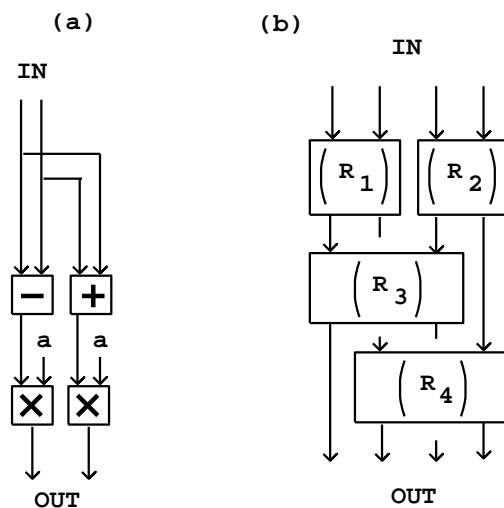 (a)
IN
− +
a a
× ×
OUT
(b)
IN
(R1) (R2)
(R3)
(R4)
OUT